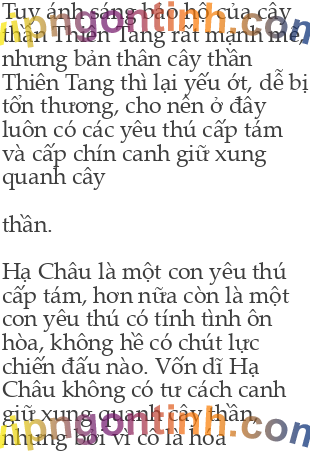 Tuy ánh sáng bảo hộ của cây
thần Thiên Tang rất mạnh mẽ,
nhưng bản thân cây thần
Thiên Tang thì lại yếu ớt, dễ bị
tổn thương, cho nên ở đây
luôn có các yêu thú cấp tám
và cấp chín canh giữ xung
quanh cây
thần.
Hạ Châu là một con yêu thú
cấp tám, hơn nữa còn là một
con yêu thú có tính tình ôn
hòa, không hề có chút lực
chiến đấu nào. Vốn dĩ Hạ
Châu không có tư cách canh
giữ xung quanh cây thần,
nhưng bởi vì cô là hóa